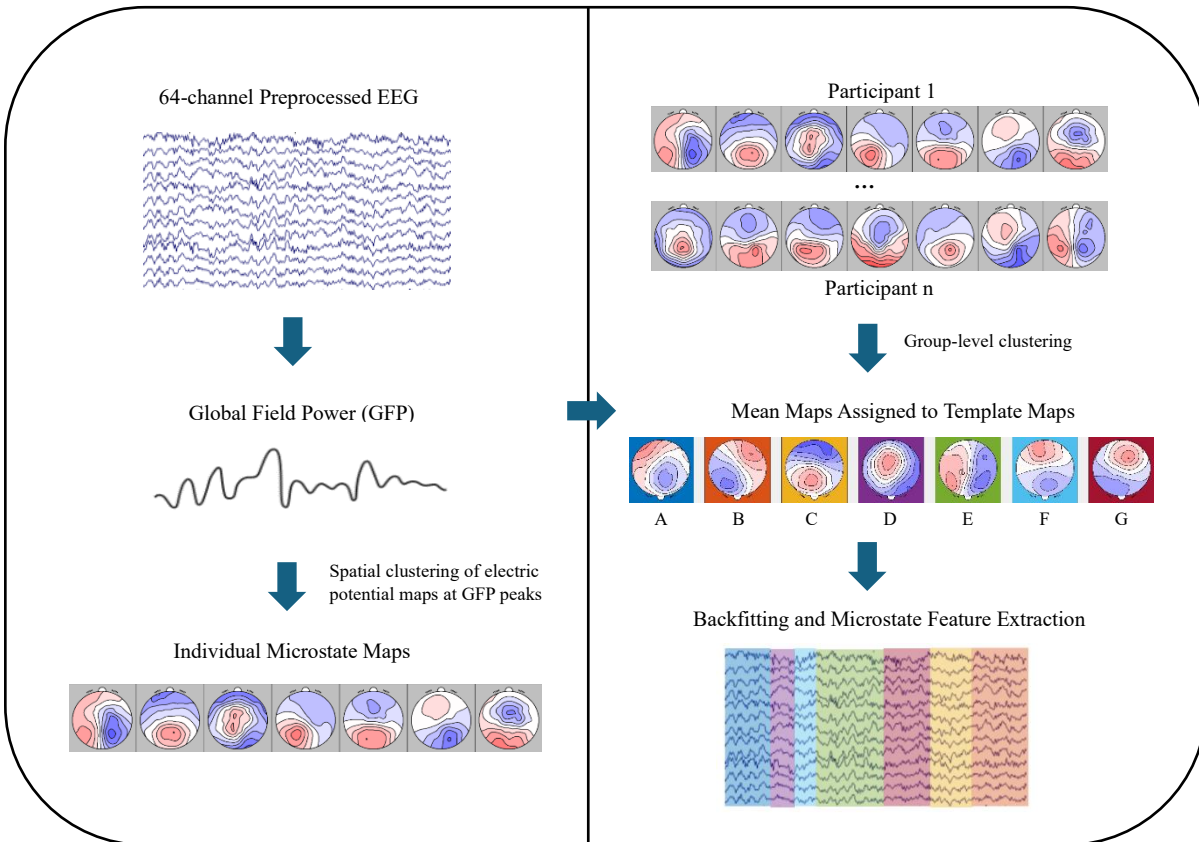 64-channel Preprocessed EEG
Global Field Power (GFP)
Spatial clustering of electric
potential maps at GFP peaks
Individual Microstate Maps
Participant 1
...
Participant n
Group-level clustering
Mean Maps Assigned to Template Maps
A B C D E F G
Backfitting and Microstate Feature Extraction